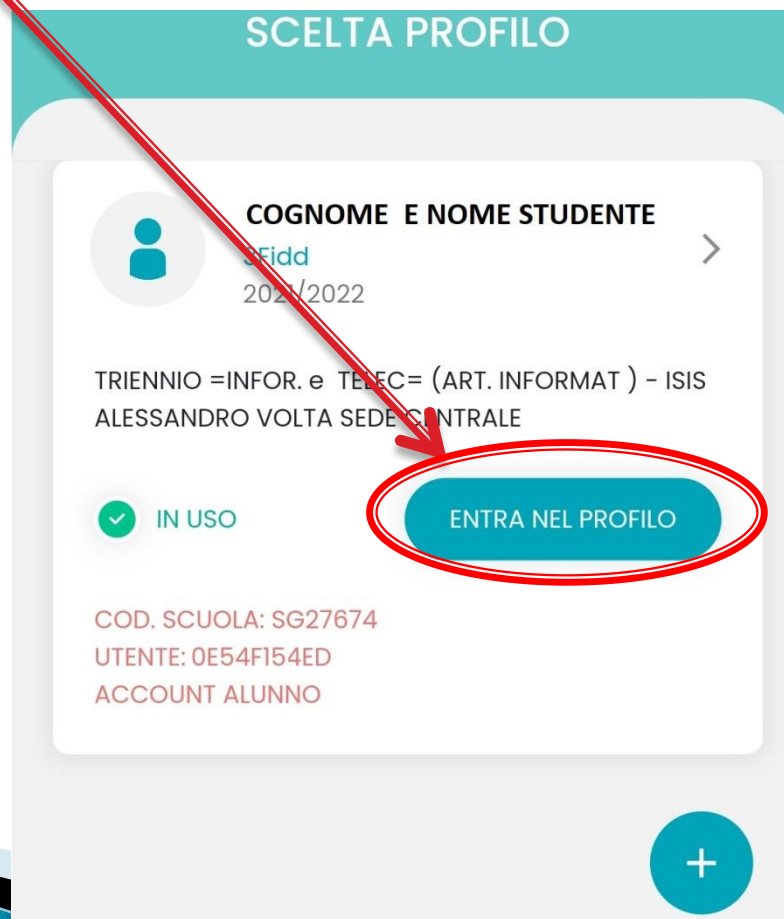 SCELTA PROFILO
COGNOME E NOME STUDENTE
3Fidd
2021/2022
TRIENNIO =INFOR. e TELEC= (ART. INFORMAT ) - ISIS
ALESSANDRO VOLTA SEDE CENTRALE
IN USO
ENTRA NEL PROFILO
COD. SCUOLA: SG27674
UTENTE: 0E54F154ED
ACCOUNT ALUNNO
+